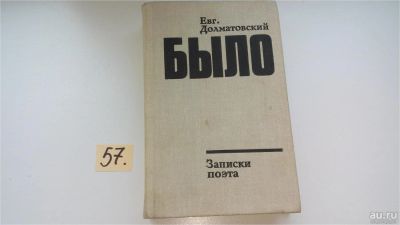 Евг.
Долматовский
БЫЛО
57.
Записки
поэта
au.ru